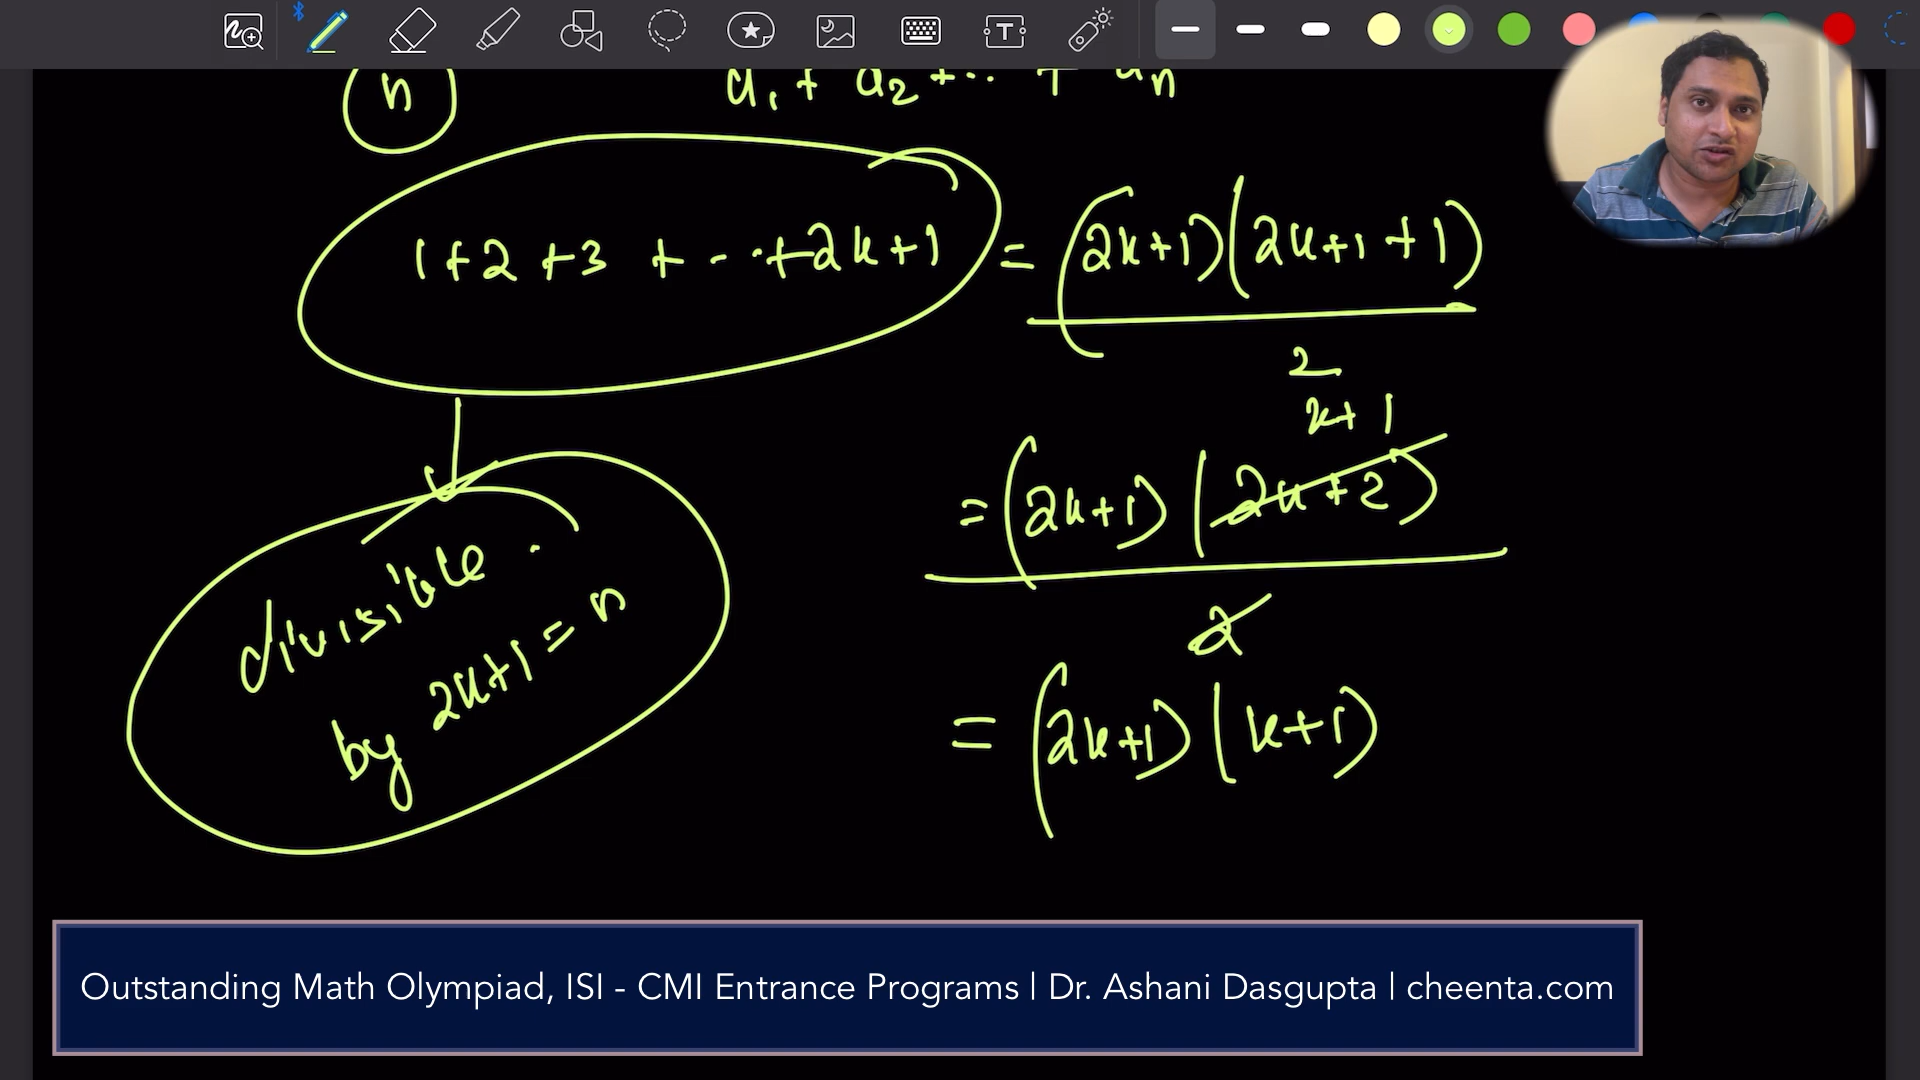 n a₁ + a₂ + .. + aₙ
1 + 2 + 3 + - .. + 2k+1 = (2k+1)(2k+1+1)
2
k+1
= (2k+1)(2k+2)
2
divisible .
by 2k+1 = n
= (2k+1)(k+1)
Outstanding Math Olympiad, ISI - CMI Entrance Programs | Dr. Ashani Dasgupta | cheenta.com